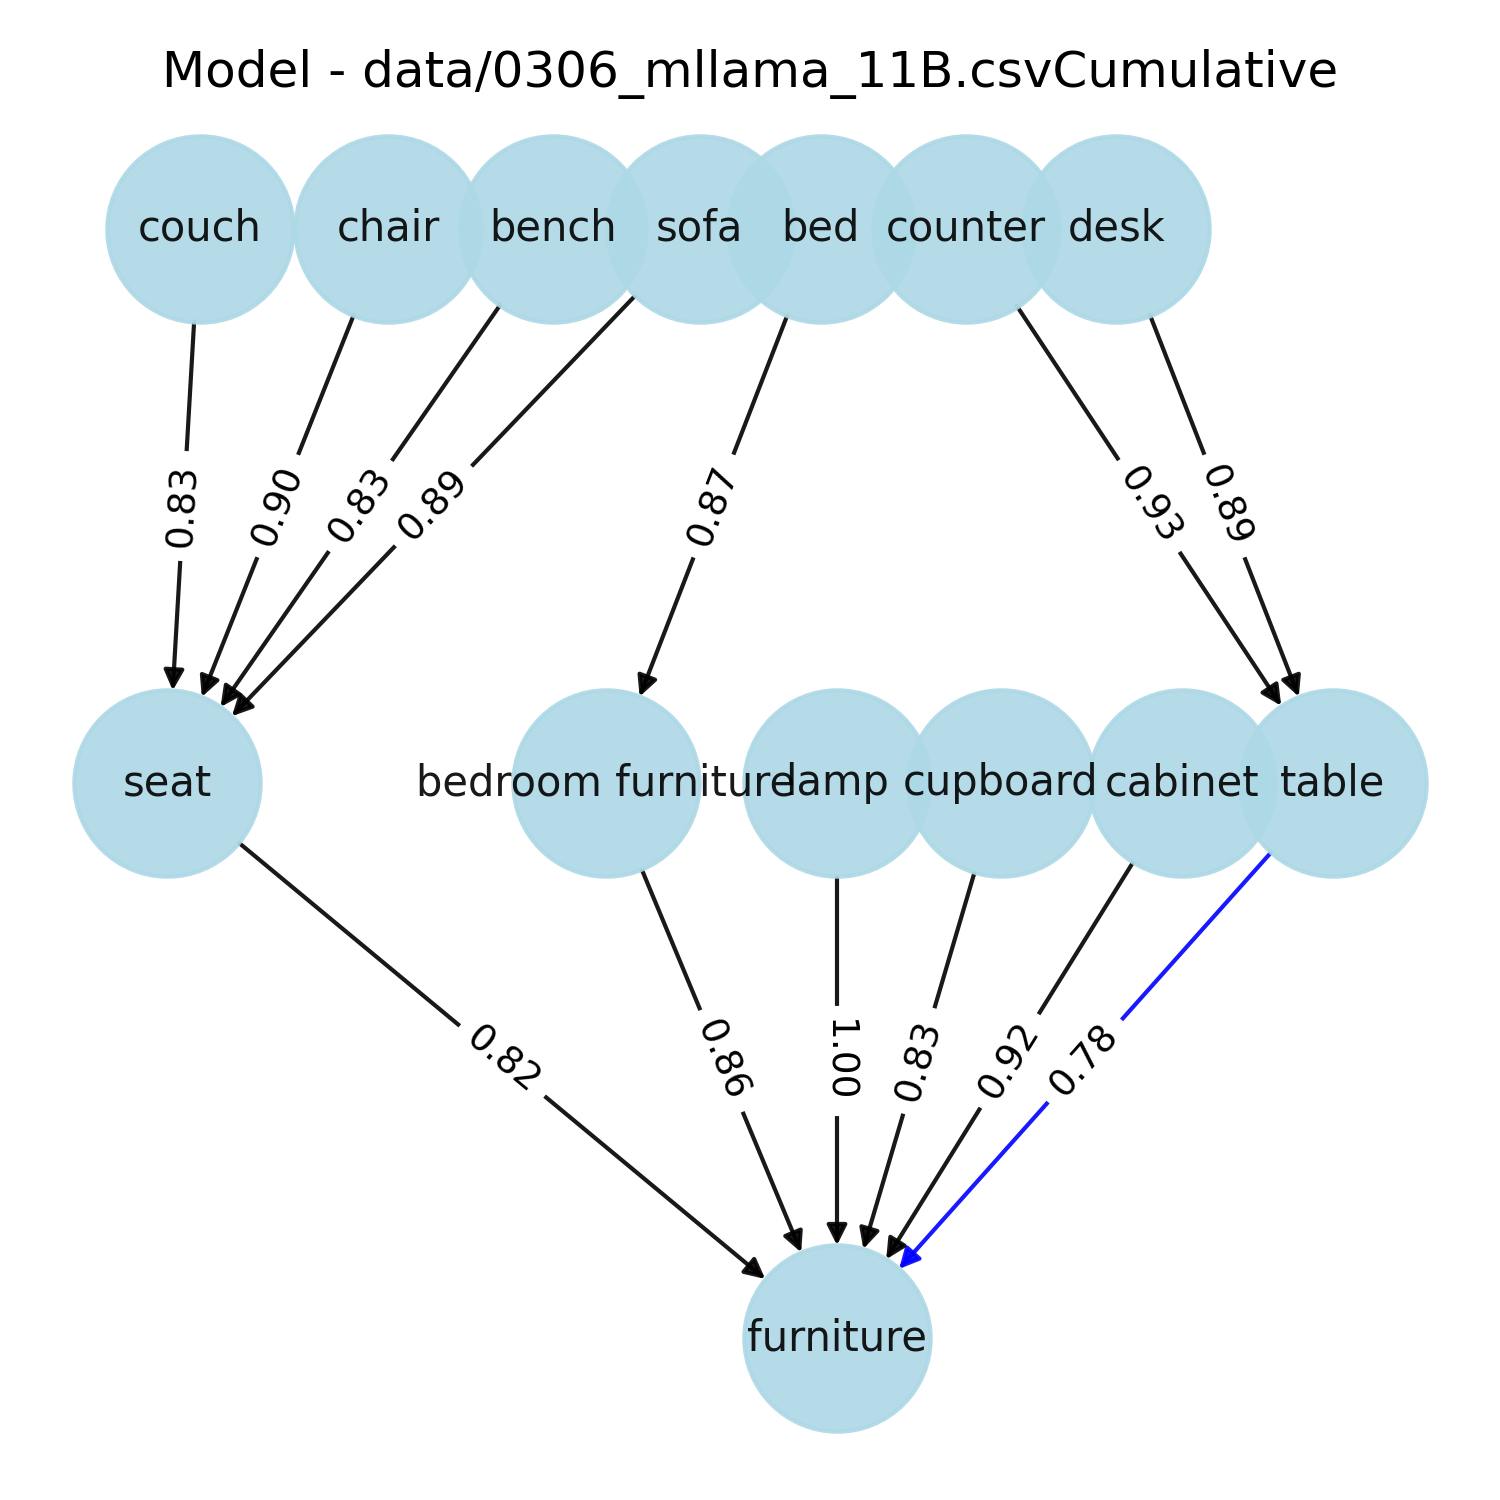 Model - data/0306_mllama_11B.csvCumulative
couch chair bench sofa bed counter desk
0.83 0.90 0.83 0.89 0.87 0.93 0.89
seat bedroom furniture lamp cupboard cabinet table
0.82 0.86 1.00 0.83 0.92 0.78
furniture